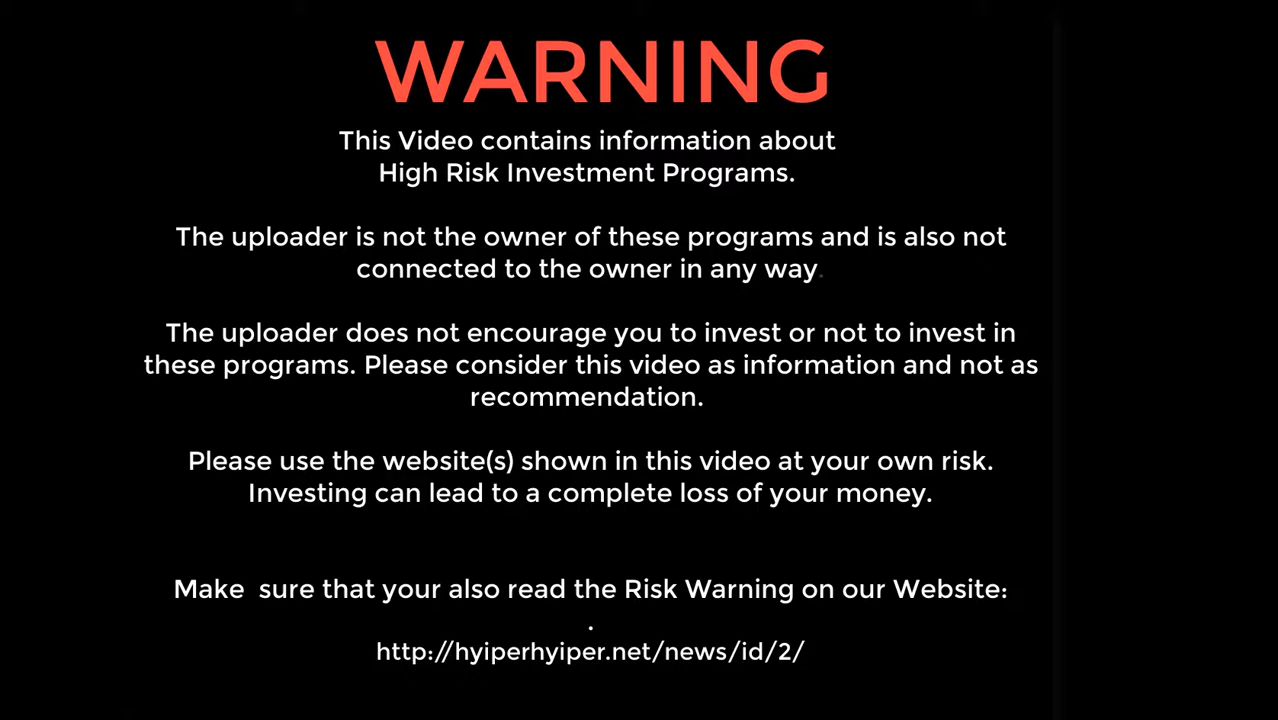 WARNING
This Video contains information about
High Risk Investment Programs.
The uploader is not the owner of these programs and is also not
connected to the owner in any way.
The uploader does not encourage you to invest or not to invest in
these programs. Please consider this video as information and not as
recommendation.
Please use the website(s) shown in this video at your own risk.
Investing can lead to a complete loss of your money.
Make  sure that your also read the Risk Warning on our Website:
.
http://hyiperhyiper.net/news/id/2/